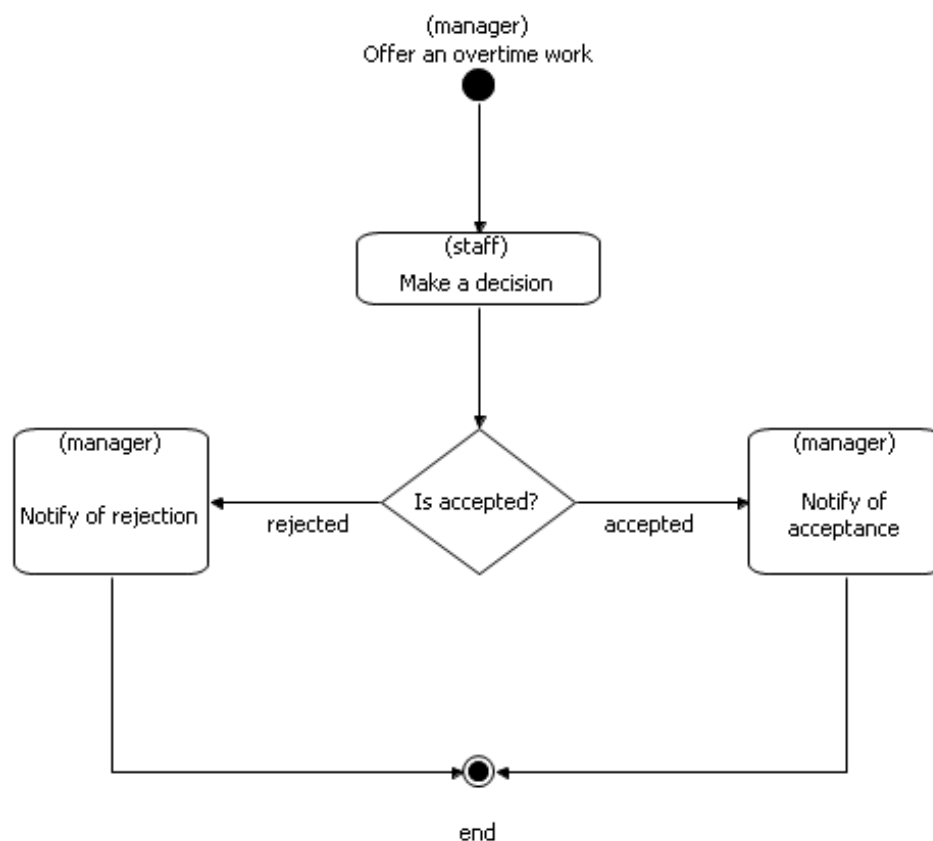 (manager)
Offer an overtime work
(staff)
Make a decision
(manager)
Notify of rejection
rejected
Is accepted?
accepted
(manager)
Notify of
acceptance
end